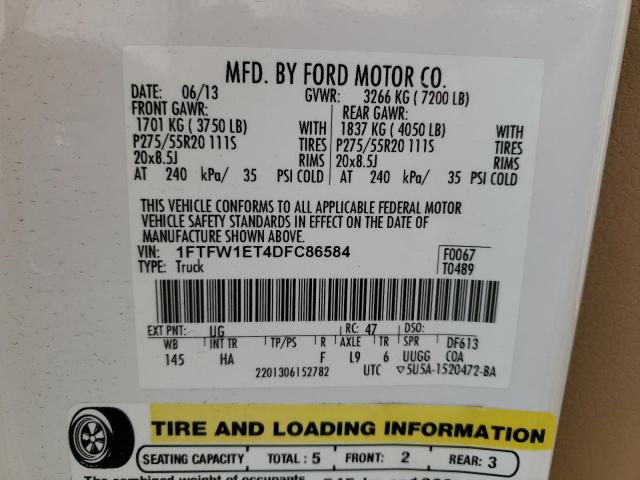 MFD. BY FORD MOTOR CO.
DATE: 06/13 GVWR: 3266 KG ( 7200 LB)
FRONT GAWR: REAR GAWR:
1701 KG ( 3750 LB) WITH 1837 KG ( 4050 LB) WITH
P275/55R20 111S TIRES P275/55R20 111S TIRES
20x8.5J RIMS 20x8.5J RIMS
AT 240 kPa/ 35 PSI COLD AT 240 kPa/ 35 PSI COLD
THIS VEHICLE CONFORMS TO ALL APPLICABLE FEDERAL MOTOR
VEHICLE SAFETY STANDARDS IN EFFECT ON THE DATE OF
MANUFACTURE SHOWN ABOVE.
VIN: 1FTFW1ET4DFC86584 F0067
TYPE: Truck T0489
EXT PNT: UG RC: 47 DSO:
WB INT TR TP/PS R AXLE TR SPR DF613
145 HA F L9 6 UUGG COA
2201306152782 UTC ▽5U5A-1520472-BA
TIRE AND LOADING INFORMATION
SEATING CAPACITY TOTAL : 5 FRONT: 2 REAR: 3
The combined weight of occupants